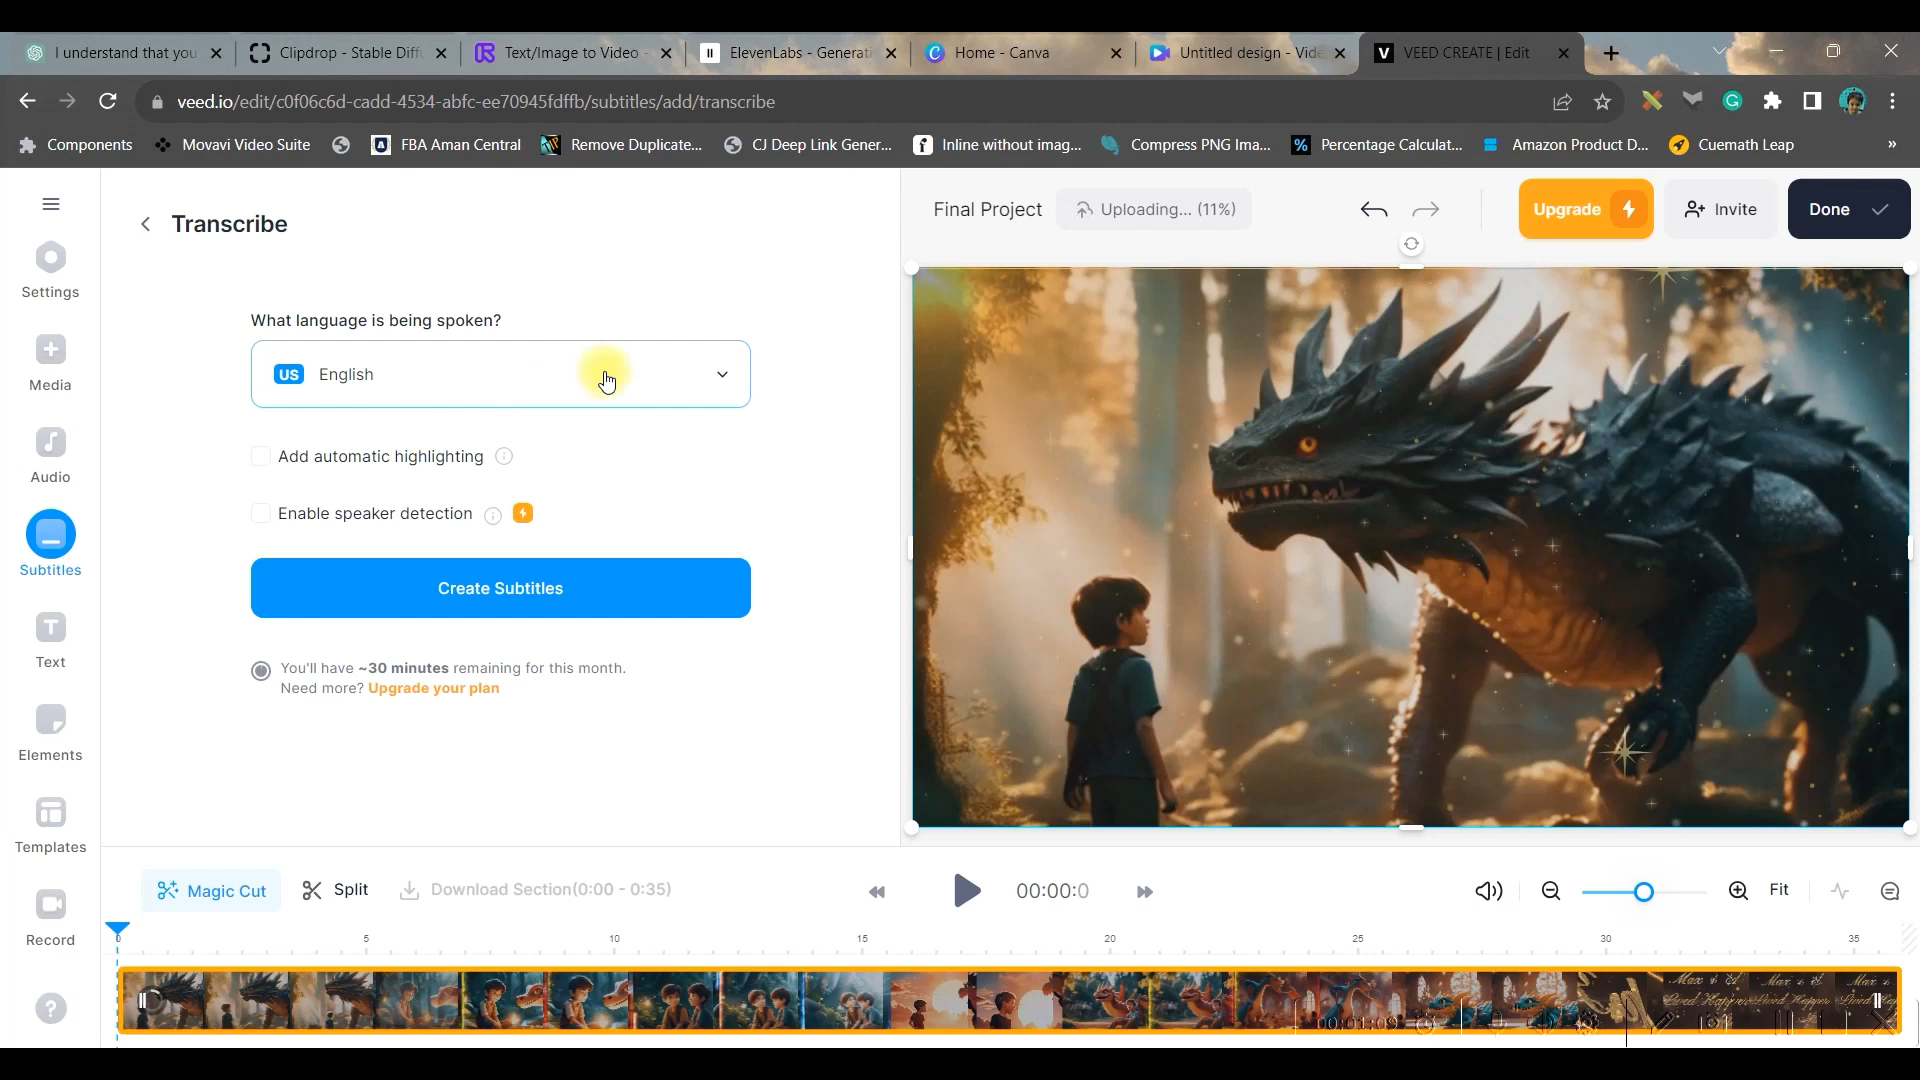 I understand that you
Clipdrop - Stable Diff
Text/Image to Video -
ElevenLabs - Generati
Home - Canva
Untitled design - Vide
VEED CREATE | Edit
veed.io/edit/c0f06c6d-cadd-4534-abfc-ee70945fdffb/subtitles/add/transcribe
Components
Movavi Video Suite
FBA Aman Central
Remove Duplicate...
CJ Deep Link Gener...
Inline without imag...
Compress PNG Ima...
Percentage Calculat...
Amazon Product D...
Cuemath Leap
»
Settings
Media
Audio
Subtitles
Text
Elements
Templates
Record
Transcribe
What language is being spoken?
US English
Add automatic highlighting
Enable speaker detection
Create Subtitles
You'll have ~30 minutes remaining for this month.
Need more? Upgrade your plan
Final Project
Uploading... (11%)
Upgrade
Invite
Done
Magic Cut
Split
Download Section(0:00 - 0:35)
00:00:0
Fit
0 5 10 15 20 25 30 35
00:01:09